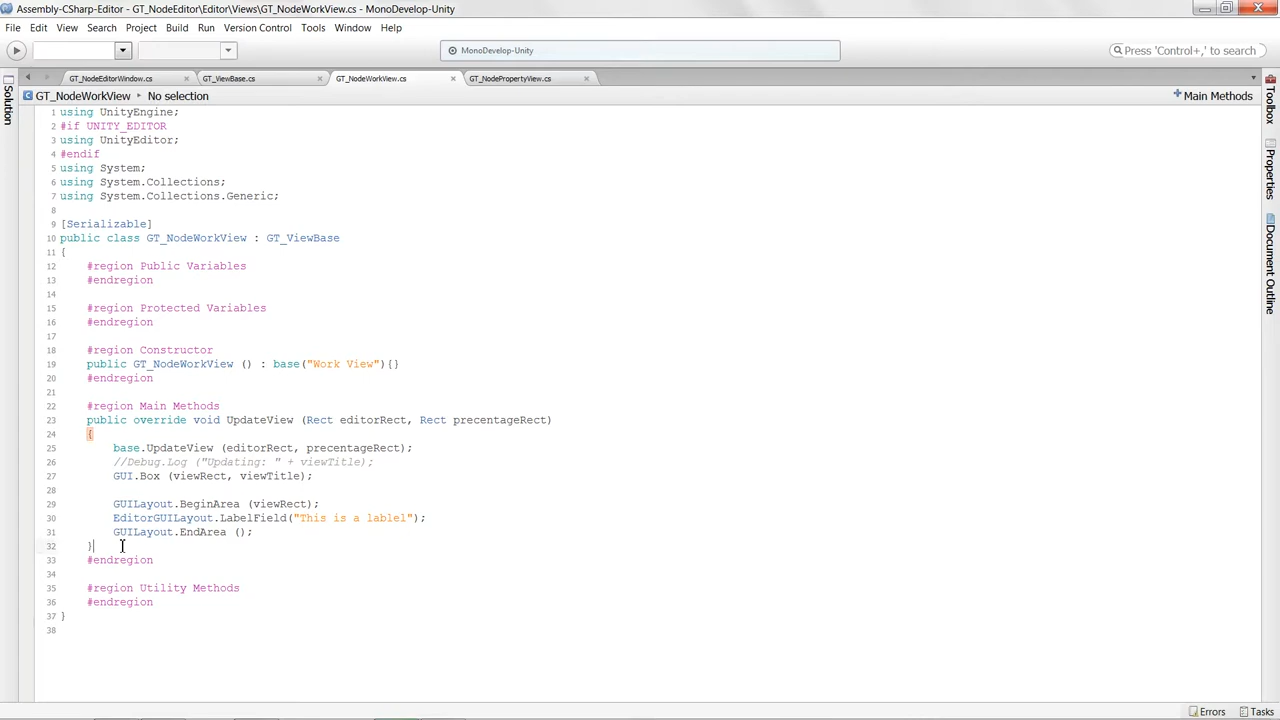 Assembly-CSharp-Editor - GT_NodeEditor\Editor\Views\GT_NodeWorkView.cs - MonoDevelop-Unity
File Edit View Search Project Build Run Version Control Tools Window Help
MonoDevelop-Unity
Press 'Control+,' to search
GT_NodeEditorWindow.cs GT_ViewBase.cs GT_NodeWorkView.cs GT_NodePropertyView.cs
GT_NodeWorkView No selection
Main Methods
Solution
Toolbox
Properties
Document Outline
1 using UnityEngine;
2 #if UNITY_EDITOR
3 using UnityEditor;
4 #endif
5 using System;
6 using System.Collections;
7 using System.Collections.Generic;
8
9 [Serializable]
10 public class GT_NodeWorkView : GT_ViewBase
11 {
12 #region Public Variables
13 #endregion
14
15 #region Protected Variables
16 #endregion
17
18 #region Constructor
19 public GT_NodeWorkView () : base("Work View"){}
20 #endregion
21
22 #region Main Methods
23 public override void UpdateView (Rect editorRect, Rect precentageRect)
24 {
25 base.UpdateView (editorRect, precentageRect);
26 //Debug.Log ("Updating: " + viewTitle);
27 GUI.Box (viewRect, viewTitle);
28
29 GUILayout.BeginArea (viewRect);
30 EditorGUILayout.LabelField("This is a lablel");
31 GUILayout.EndArea ();
32 }
33 #endregion
34
35 #region Utility Methods
36 #endregion
37 }
38
Errors Tasks